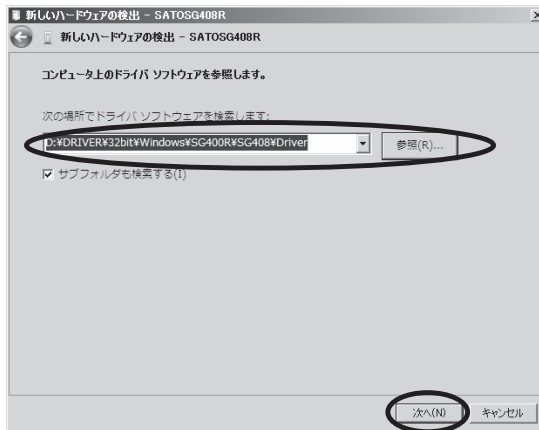 新しいハードウェアの検出 - SATOSG408R
新しいハードウェアの検出 - SATOSG408R
コンピュータ上のドライバ ソフトウェアを参照します。
次の場所でドライバ ソフトウェアを検索します:
D:¥DRIVER¥32bit¥Windows¥SG400R¥SG408¥Driver 参照(R)...
サブフォルダも検索する(I)
次へ(N) キャンセル